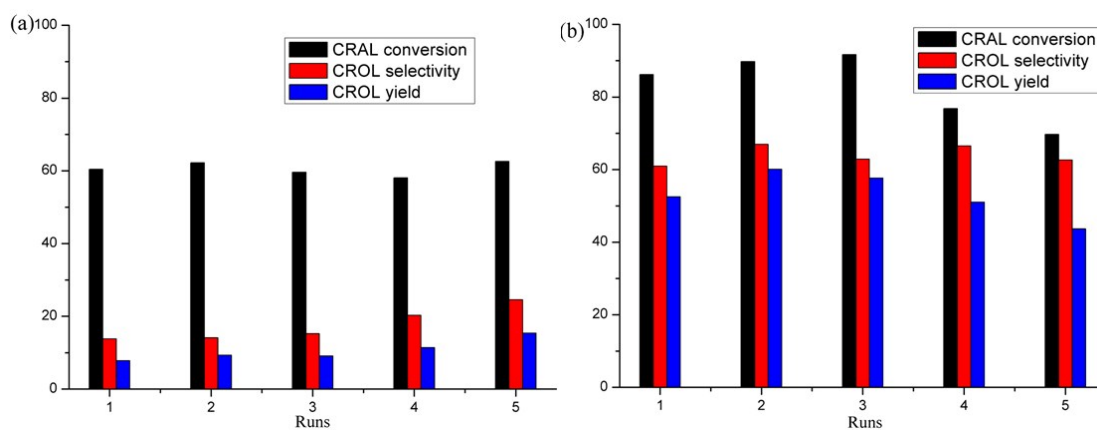 (a)
100
80
60
40
20
0
CRAL conversion
CROL selectivity
CROL yield
1 2 3 4 5
Runs
(b)
100
80
60
40
20
0
CRAL conversion
CROL selectivity
CROL yield
1 2 3 4 5
Runs